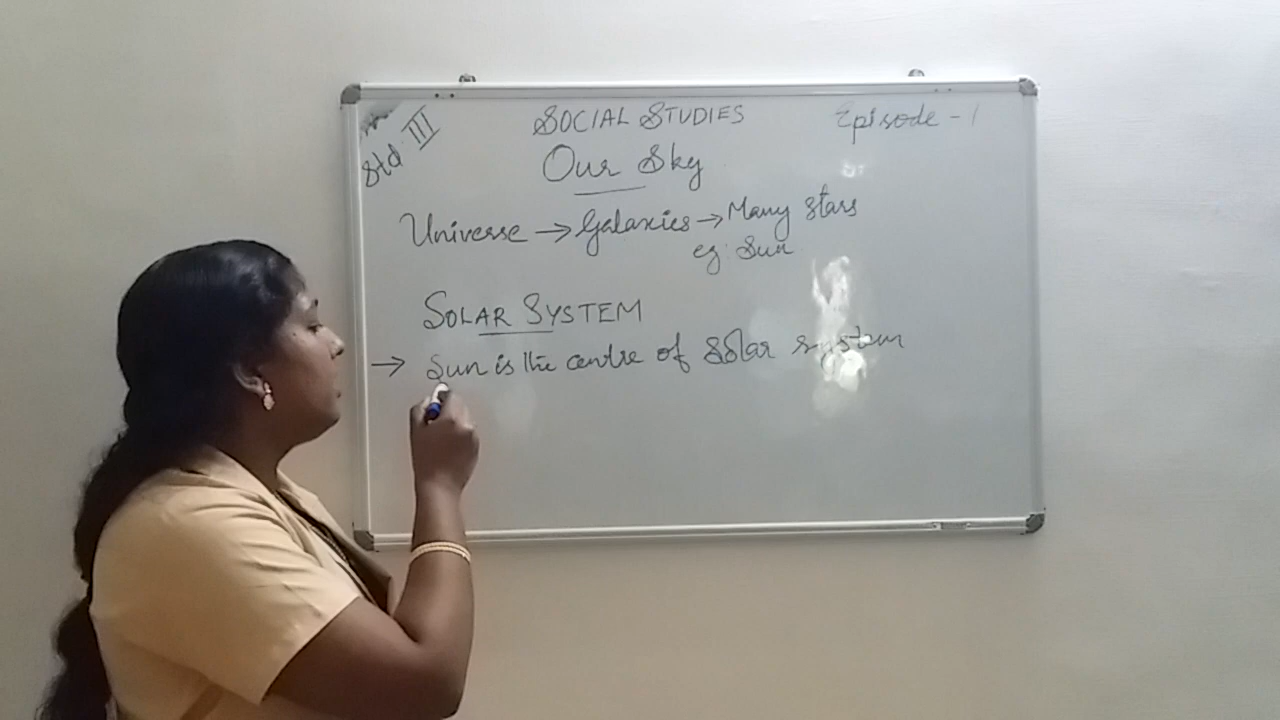 Std III
SOCIAL STUDIES
Episode - 1
Our Sky
Universe → Galaxies → Many stars
eg: Sun
SOLAR SYSTEM
→ Sun is the centre of Solar system